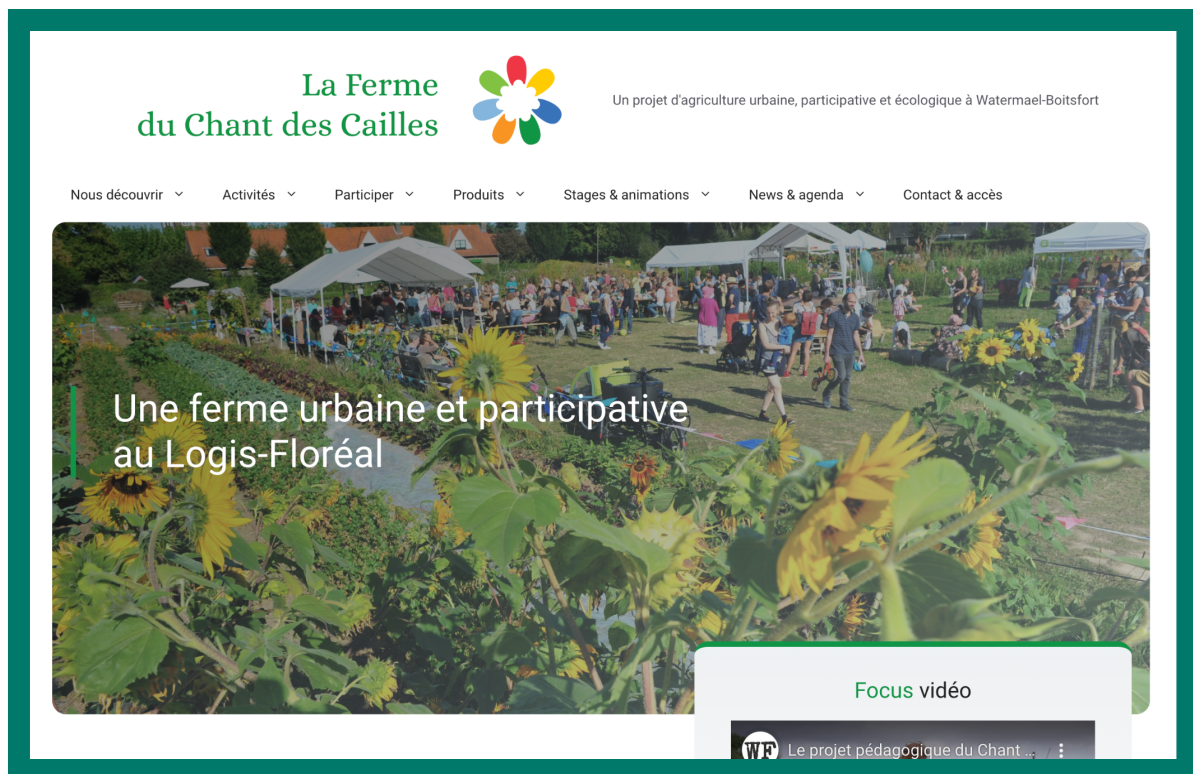 La Ferme
du Chant des Cailles
Un projet d'agriculture urbaine, participative et écologique à Watermael-Boitsfort
Nous découvrir
Activités
Participer
Produits
Stages & animations
News & agenda
Contact & accès
Une ferme urbaine et participative
au Logis-Floréal
Focus vidéo
WF
Le projet pédagogique du Chant ...